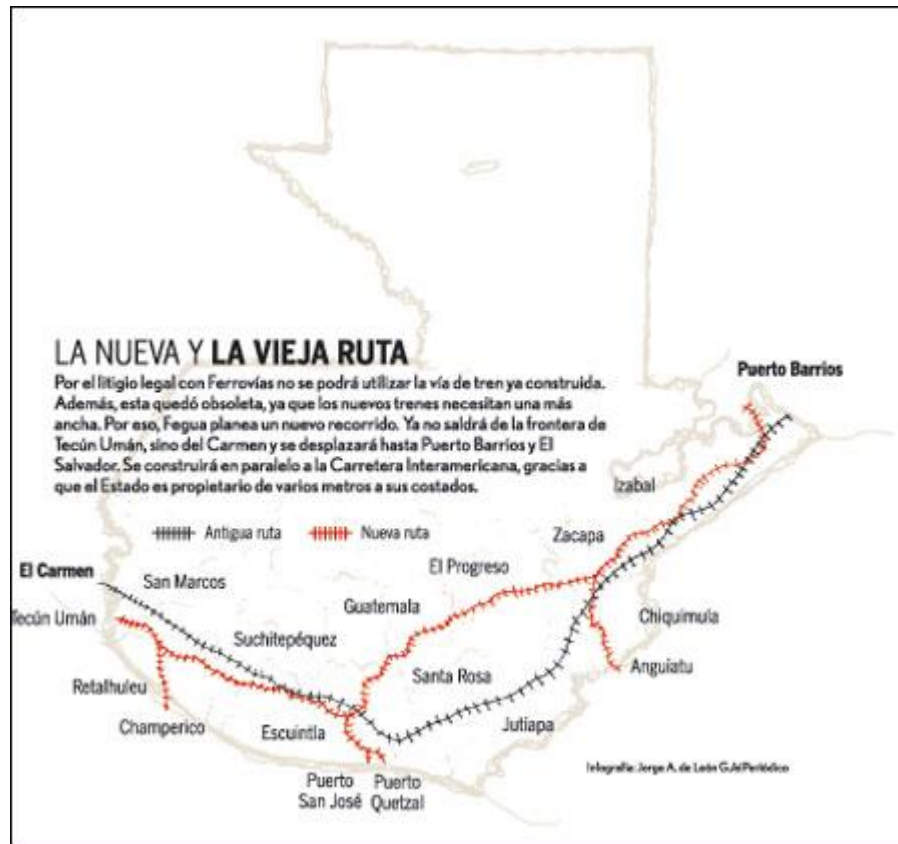 LA NUEVA Y LA VIEJA RUTA
Por el litigio legal con Ferrovías no se podrá utilizar la vía de tren ya construida.
Además, esta quedó obsoleta, ya que los nuevos trenes necesitan una más
ancha. Por eso, Fegua planea un nuevo recorrido. Ya no saldrá de la frontera de
Tecún Umán, sino del Carmen y se desplazará hasta Puerto Barrios y El
Salvador. Se construirá en paralelo a la Carretera Interamericana, gracias a
que el Estado es propietario de varios metros a sus costados.
Antigua ruta
Nueva ruta
Puerto Barrios
Izabal
Zacapa
El Progreso
El Carmen
San Marcos
Guatemala
Tecún Umán
Suchitepéquez
Chiquimula
Santa Rosa
Anguiatu
Retalhuleu
Champerico
Escuintla
Jutiapa
Puerto
San José
Puerto
Quetzal
Infografía: Jorge A. de León G./elPeriódico